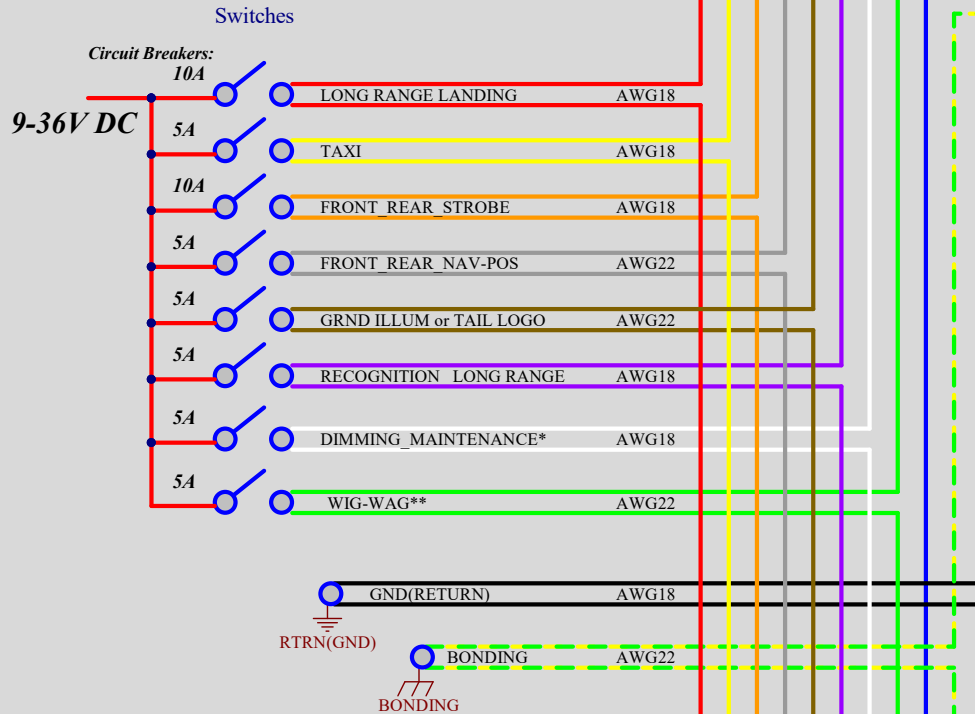 Switches
Circuit Breakers:
10A
LONG RANGE LANDING AWG18
9-36V DC
5A
TAXI AWG18
10A
FRONT_REAR_STROBE AWG18
5A
FRONT_REAR_NAV-POS AWG22
5A
GRND ILLUM or TAIL LOGO AWG22
5A
RECOGNITION LONG RANGE AWG18
5A
DIMMING_MAINTENANCE* AWG18
5A
WIG-WAG** AWG22
GND(RETURN) AWG18
RTRN(GND)
BONDING AWG22
BONDING